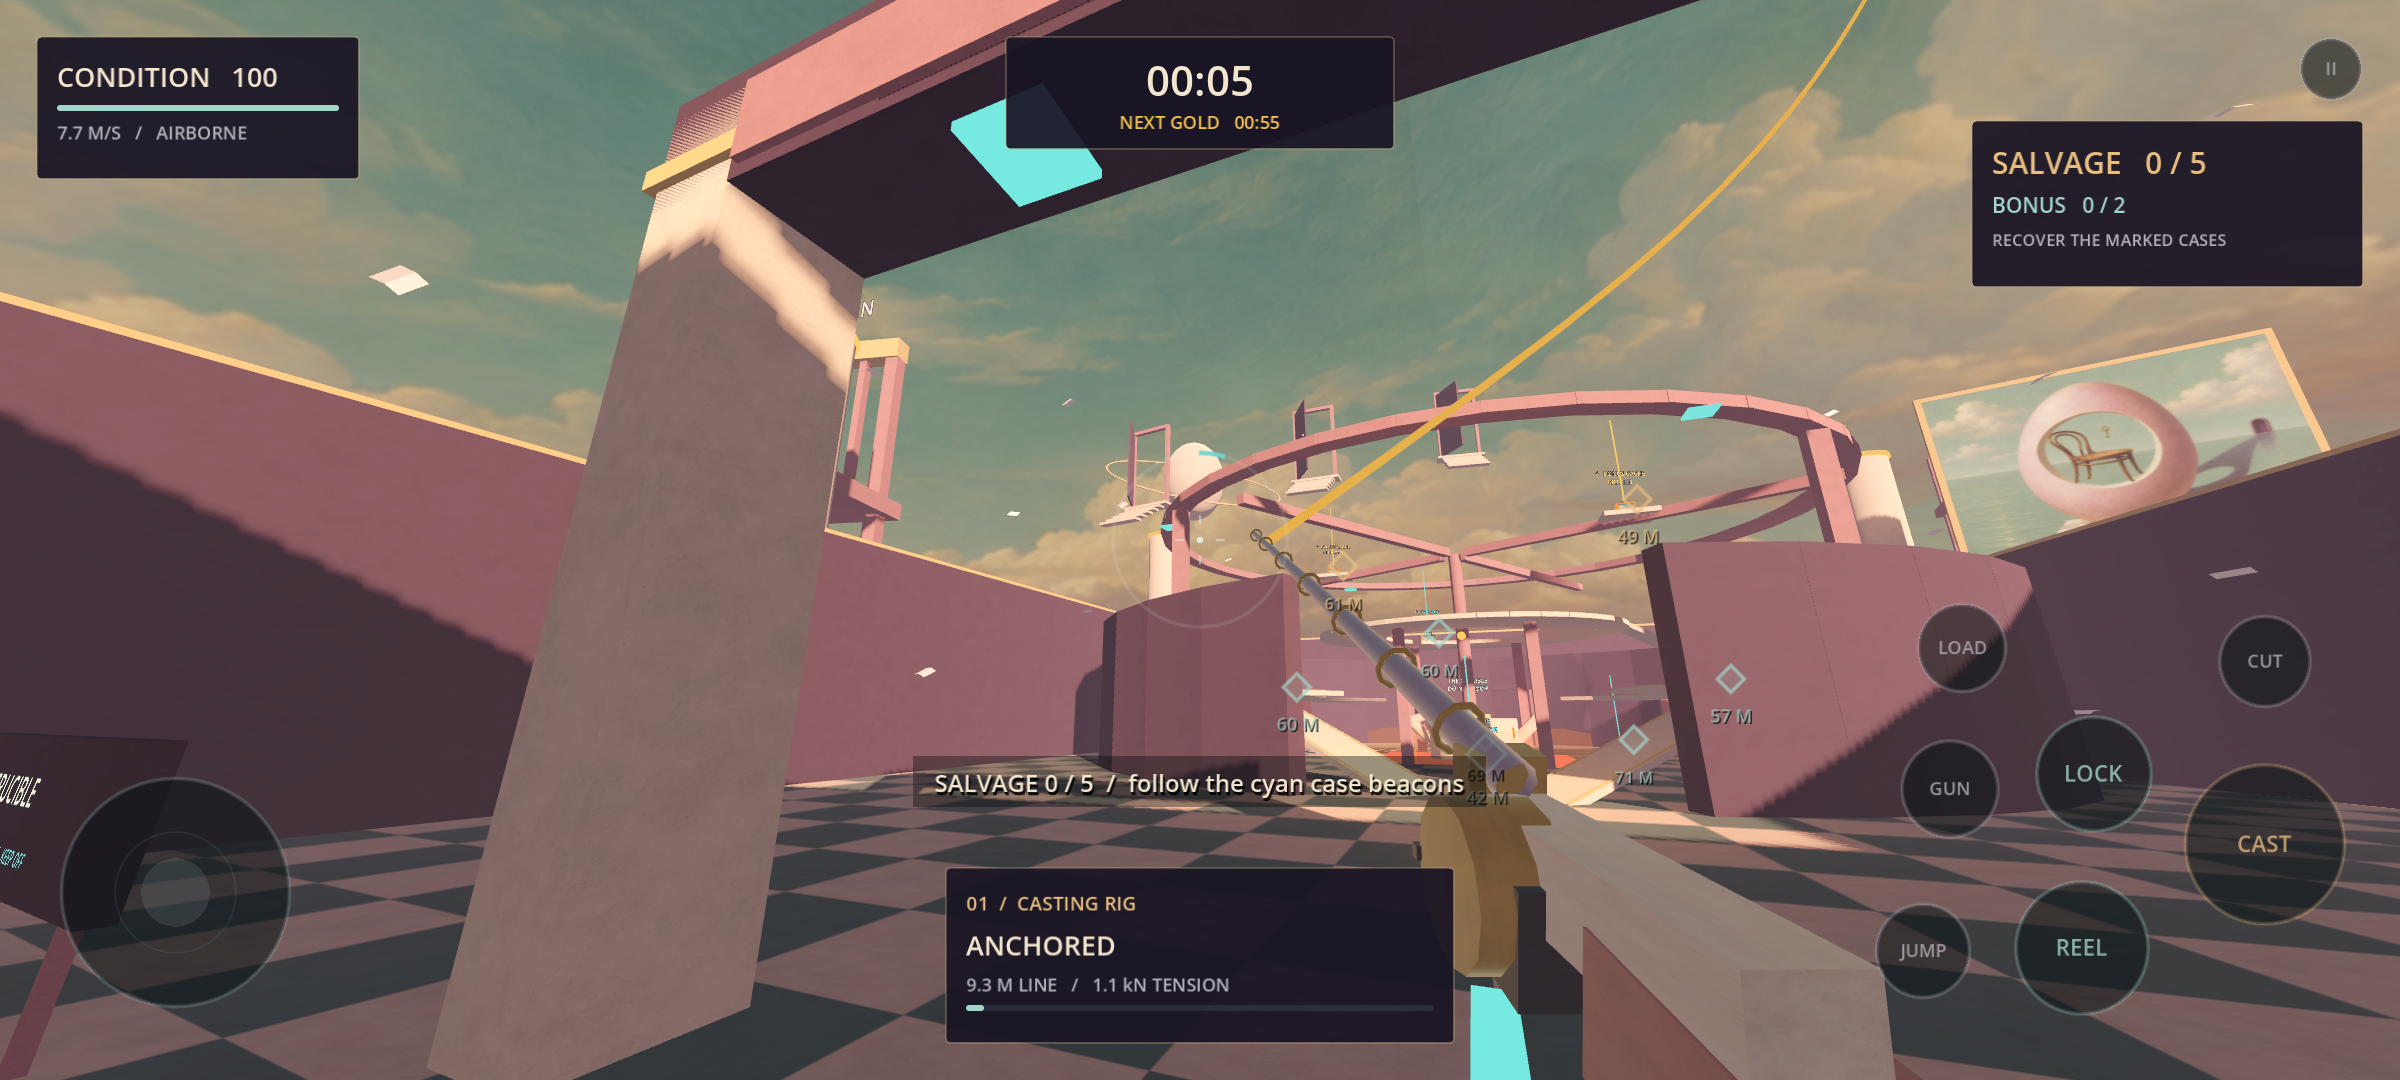 CONDITION 100
7.7 M/S / AIRBORNE
00:05
NEXT GOLD 00:55
SALVAGE 0 / 5
BONUS 0 / 2
RECOVER THE MARKED CASES
N
49 M
61 M
60 M
60 M
57 M
71 M
69 M
42 M
SALVAGE 0 / 5 / follow the cyan case beacons
LOAD
CUT
GUN
LOCK
CAST
JUMP
REEL
01 / CASTING RIG
ANCHORED
9.3 M LINE / 1.1 kN TENSION